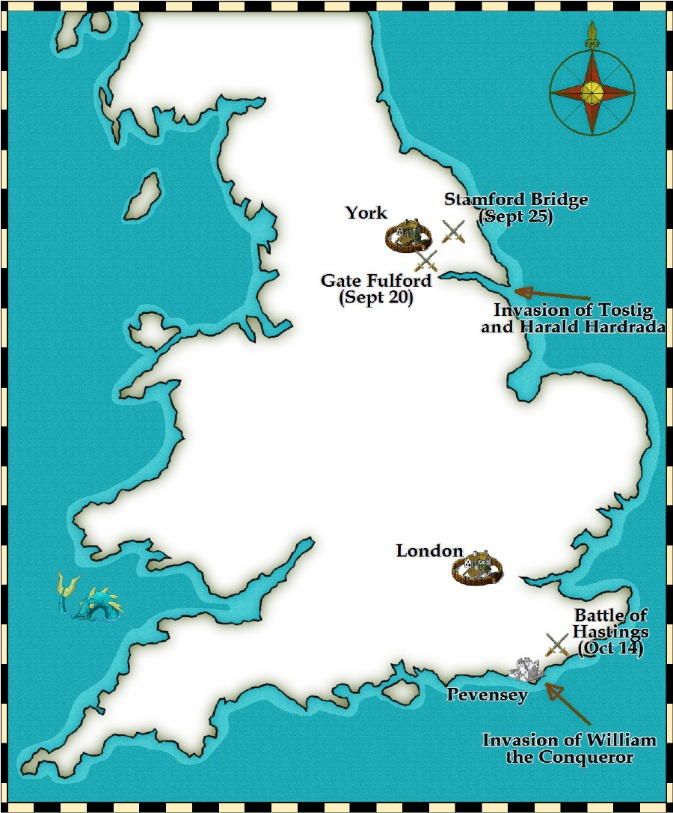 Stamford Bridge
(Sept 25)
York
Gate Fulford
(Sept 20)
Invasion of Tostig
and Harald Hardrada
London
Battle of
Hastings
(Oct 14)
Pevensey
Invasion of William
the Conqueror